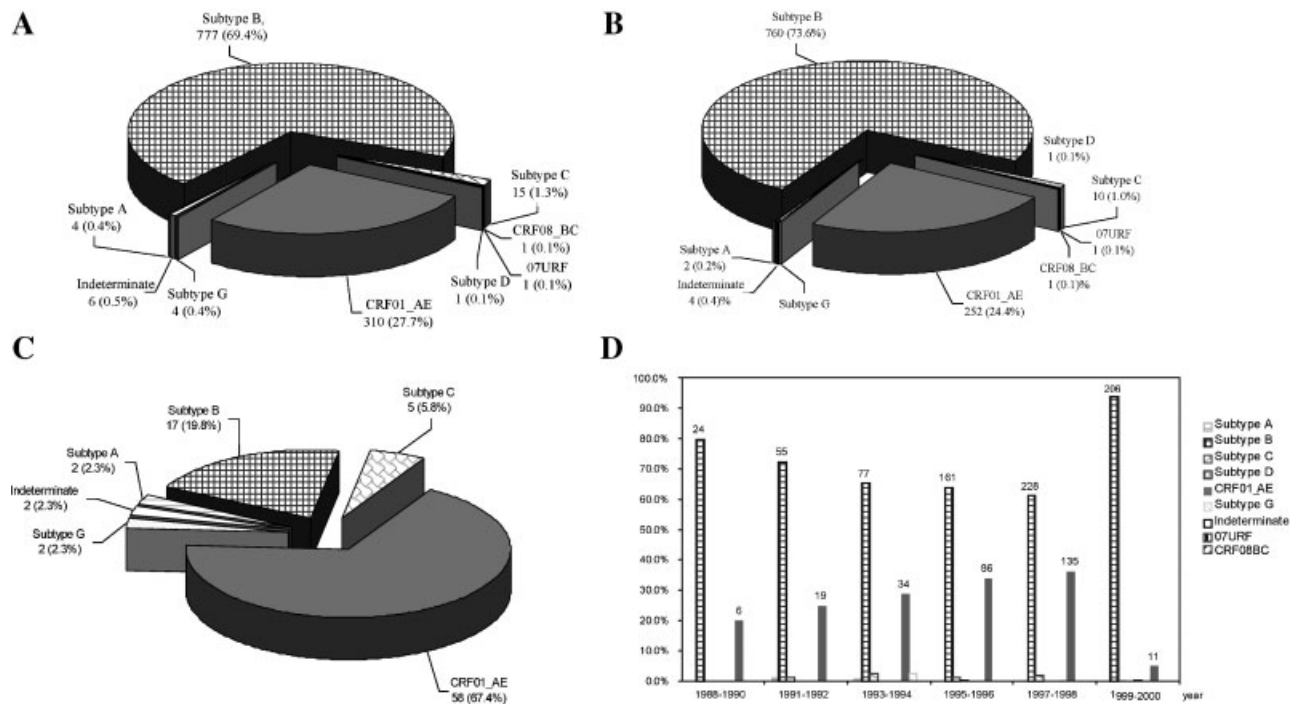 A
Subtype B,
777 (69.4%)
Subtype C
15 (1.3%)
CRF08_BC
1 (0.1%)
07URF
1 (0.1%)
Subtype D
1 (0.1%)
CRF01_AE
310 (27.7%)
Subtype G
4 (0.4%)
Indeterminate
6 (0.5%)
Subtype A
4 (0.4%)
B
Subtype B
760 (73.6%)
Subtype D
1 (0.1%)
Subtype C
10 (1.0%)
07URF
1 (0.1%)
CRF08_BC
1 (0.1)%
CRF01_AE
252 (24.4%)
Subtype G
Indeterminate
4 (0.4)%
Subtype A
2 (0.2%)
C
Subtype C
5 (5.8%)
Subtype B
17 (19.8%)
Subtype A
2 (2.3%)
Indeterminate
2 (2.3%)
Subtype G
2 (2.3%)
CRF01_AE
58 (67.4%)
D
100.0%
90.0%
80.0%
70.0%
60.0%
50.0%
40.0%
30.0%
20.0%
10.0%
0.0%
24 6 55 19 77 34 161 86 228 135 206 11
1988-1990 1991-1992 1993-1994 1995-1996 1997-1998 1999-2000 year
Subtype A
Subtype B
Subtype C
Subtype D
CRF01_AE
Subtype G
Indeterminate
07URF
CRF08BC